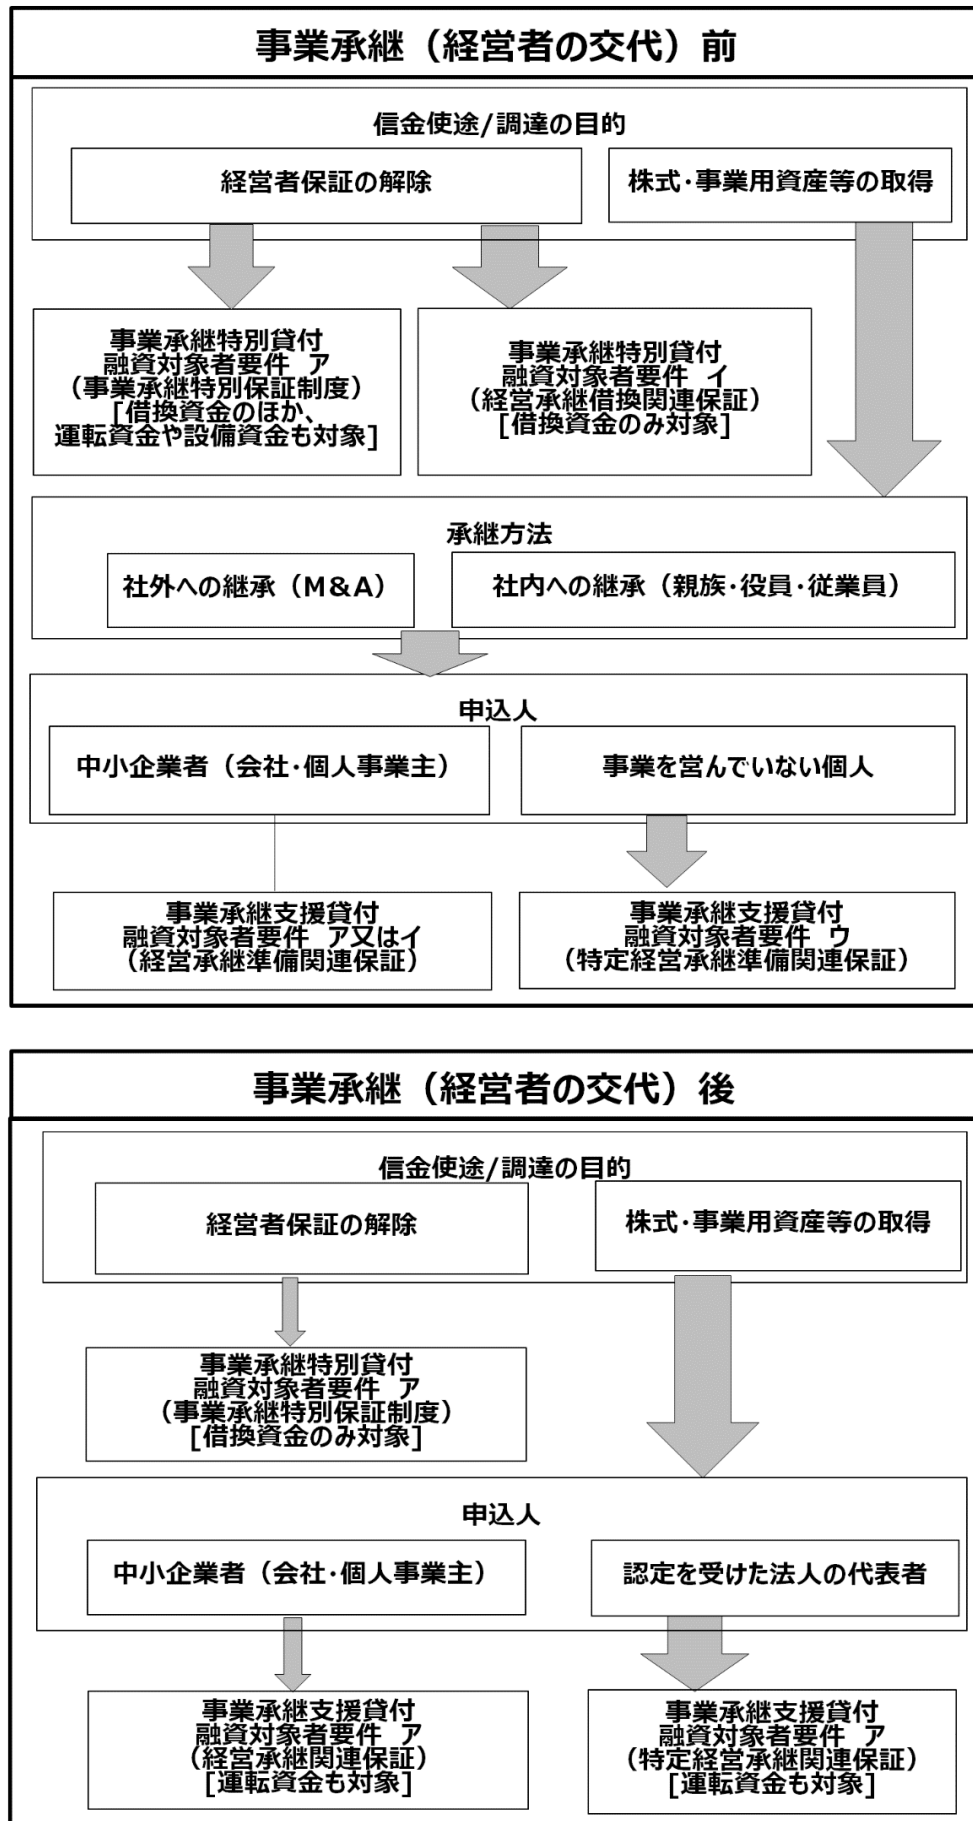 事業承継（経営者の交代）前
信金使途/調達の目的
経営者保証の解除
株式･事業用資産等の取得
事業承継特別貸付
融資対象者要件 ア
（事業承継特別保証制度）
[借換資金のほか、
運転資金や設備資金も対象]
事業承継特別貸付
融資対象者要件 イ
（経営承継借換関連保証）
[借換資金のみ対象]
承継方法
社外への継承（M&A）
社内への継承（親族･役員･従業員）
申込人
中小企業者（会社･個人事業主）
事業を営んでいない個人
事業承継支援貸付
融資対象者要件 ア又はイ
（経営承継準備関連保証）
事業承継支援貸付
融資対象者要件 ウ
（特定経営承継準備関連保証）
事業承継（経営者の交代）後
信金使途/調達の目的
経営者保証の解除
株式･事業用資産等の取得
事業承継特別貸付
融資対象者要件 ア
（事業承継特別保証制度）
[借換資金のみ対象]
申込人
中小企業者（会社･個人事業主）
認定を受けた法人の代表者
事業承継支援貸付
融資対象者要件 ア
（経営承継関連保証）
[運転資金も対象]
事業承継支援貸付
融資対象者要件 ア
（特定経営承継関連保証）
[運転資金も対象]